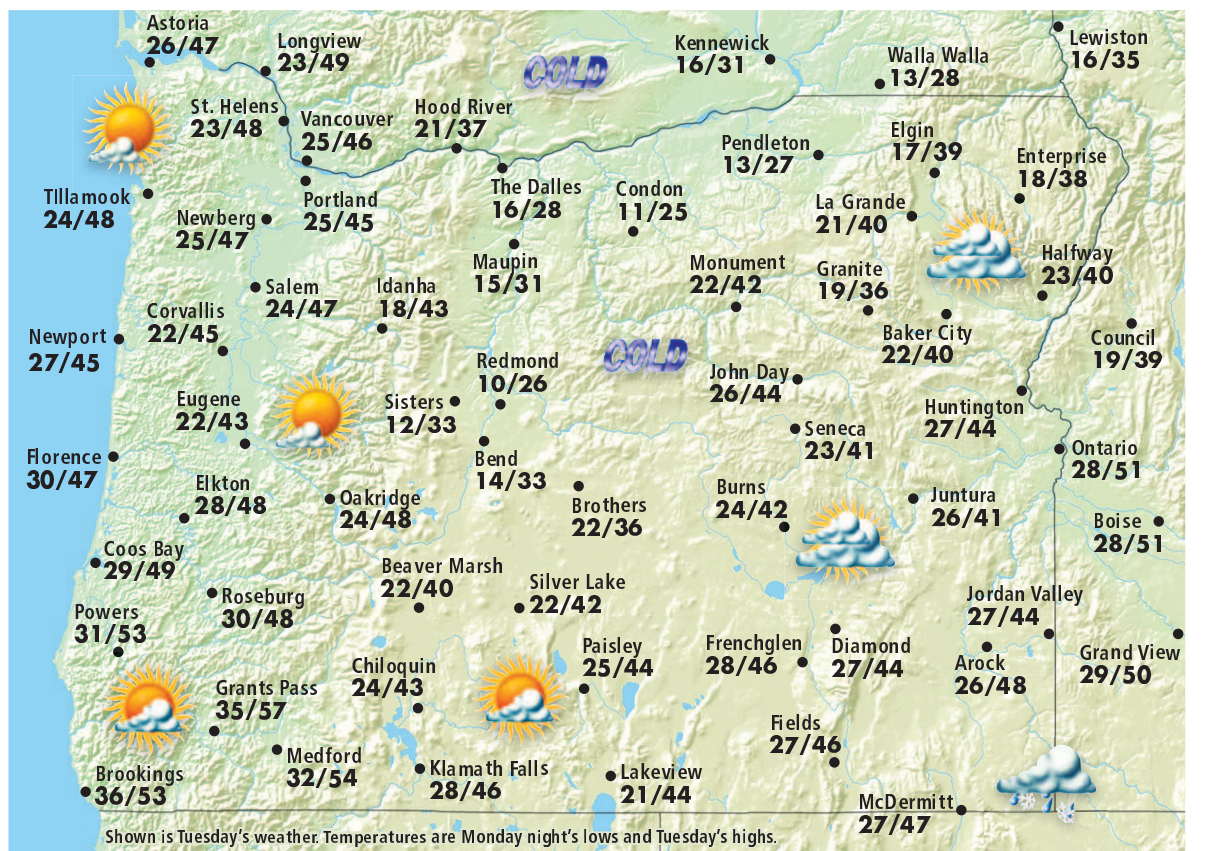 Astoria
26/47
Longview
23/49
COLD
Kennewick
16/31
Walla Walla
13/28
Lewiston
16/35
St. Helens
23/48
Vancouver
25/46
Hood River
21/37
Pendleton
13/27
Elgin
17/39
Enterprise
18/38
TIllamook
24/48
Newberg
25/47
Portland
25/45
The Dalles
16/28
Condon
11/25
La Grande
21/40
Maupin
15/31
Monument
22/42
Granite
19/36
Halfway
23/40
Salem
24/47
Idanha
18/43
Corvallis
22/45
Newport
27/45
Baker City
22/40
Council
19/39
COLD
Redmond
10/26
John Day
26/44
Eugene
22/43
Sisters
12/33
Huntington
27/44
Seneca
23/41
Ontario
28/51
Florence
30/47
Bend
14/33
Elkton
28/48
Oakridge
24/48
Brothers
22/36
Burns
24/42
Juntura
26/41
Boise
28/51
Coos Bay
29/49
Beaver Marsh
22/40
Silver Lake
22/42
Roseburg
30/48
Jordan Valley
27/44
Powers
31/53
Paisley
25/44
Frenchglen
28/46
Diamond
27/44
Arock
26/48
Grand View
29/50
Chiloquin
24/43
Grants Pass
35/57
Fields
27/46
Medford
32/54
Klamath Falls
28/46
Lakeview
21/44
Brookings
36/53
McDermitt
27/47
Shown is Tuesday's weather. Temperatures are Monday night's lows and Tuesday's highs.